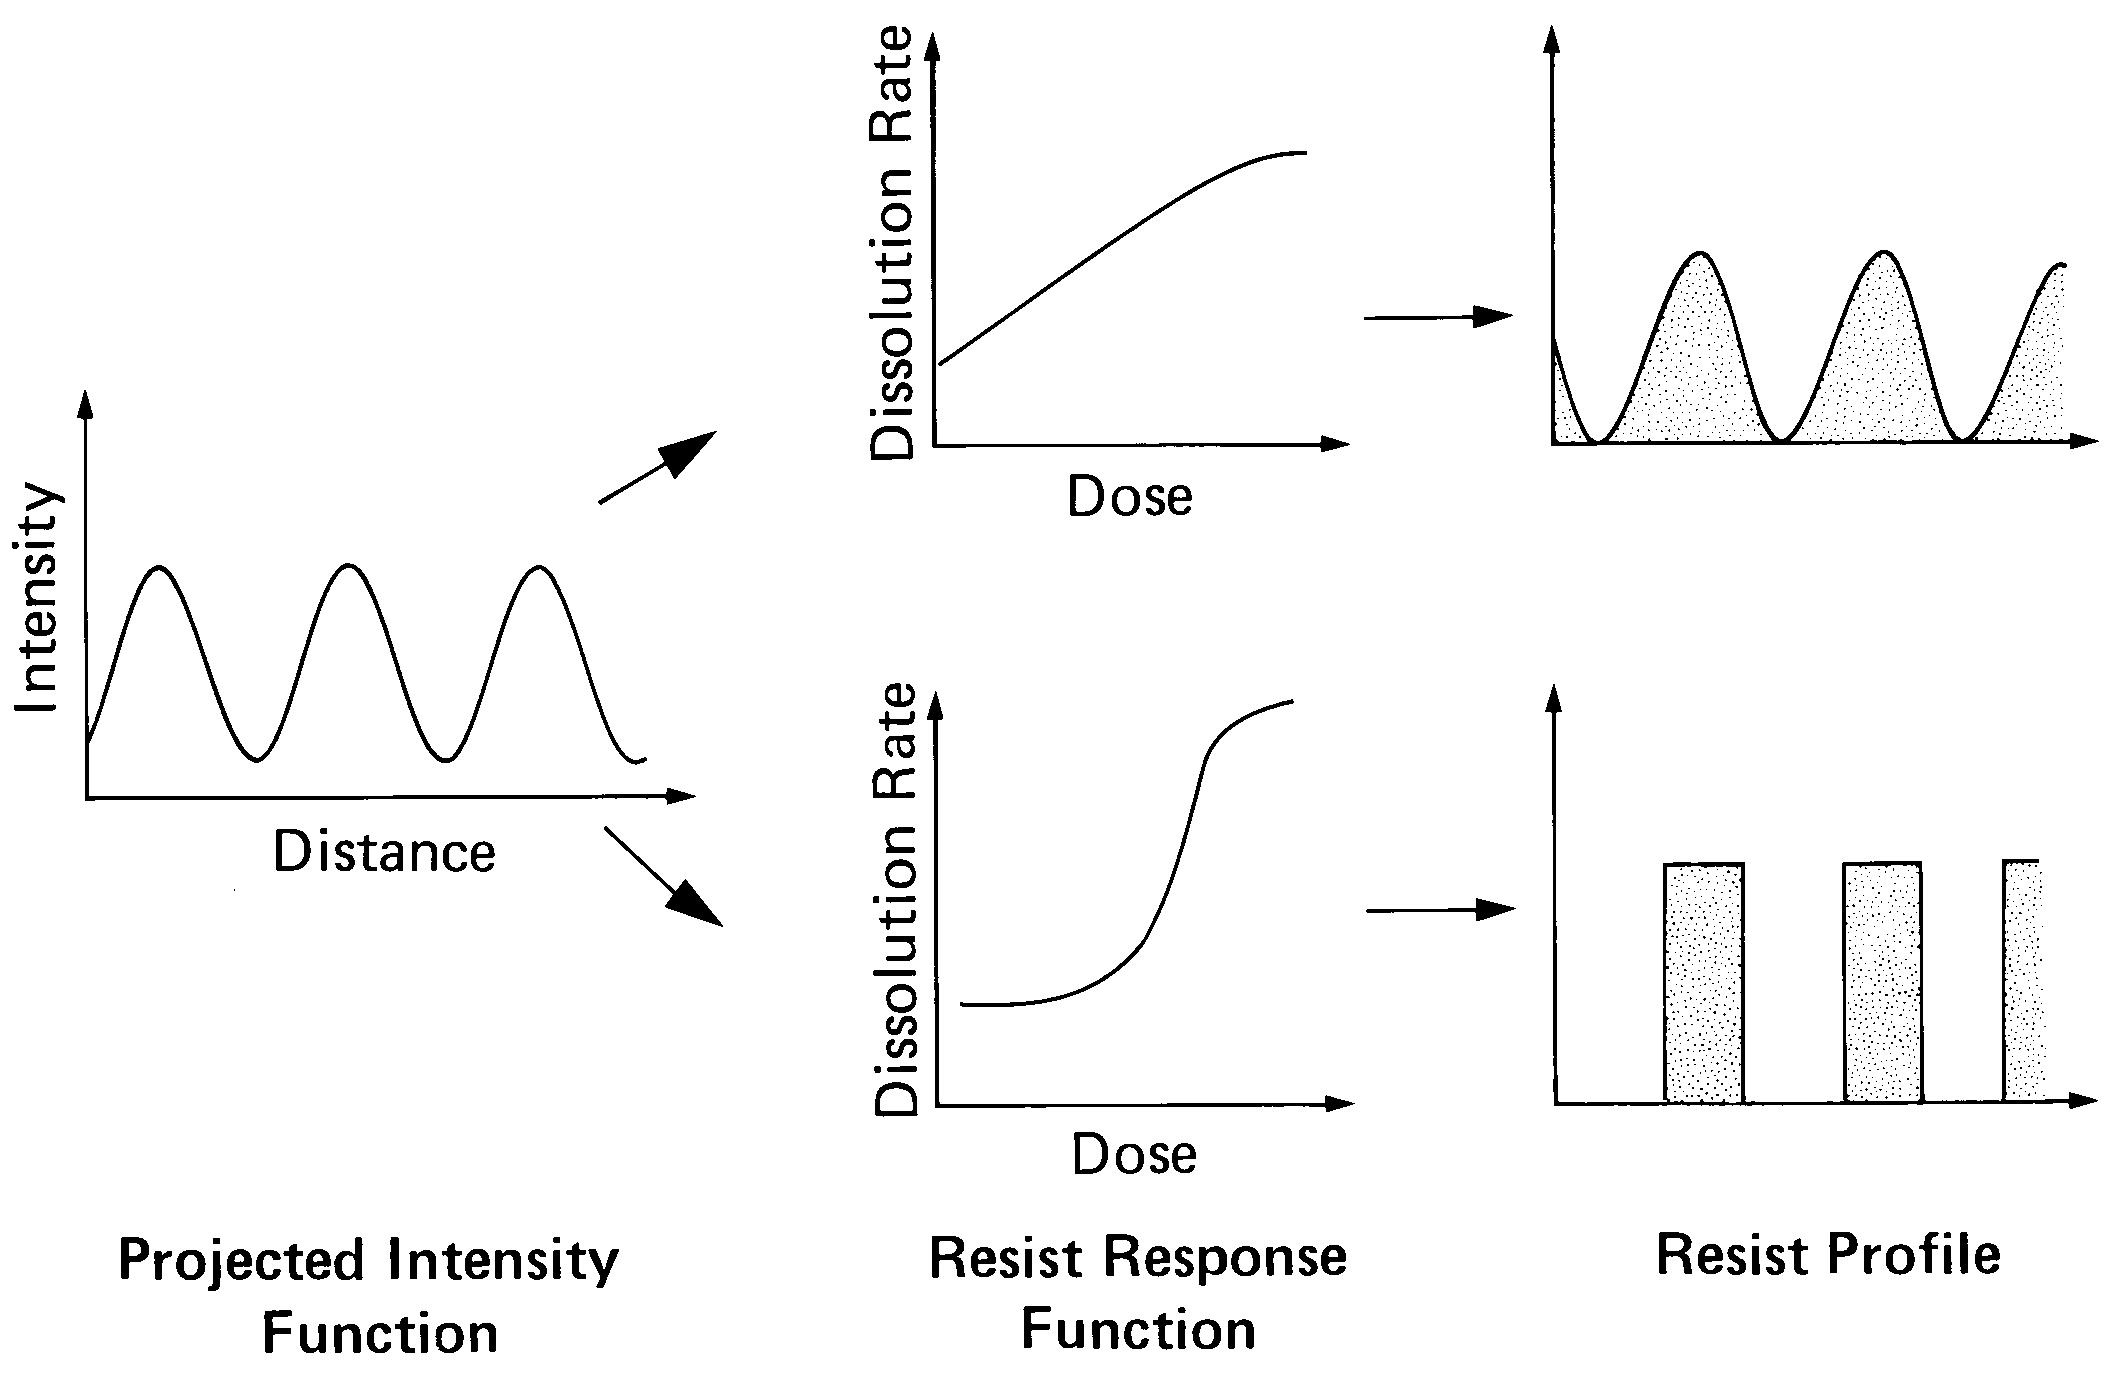 Intensity
Distance
Dissolution Rate
Dose
Dissolution Rate
Dose
Projected Intensity
Function
Resist Response
Function
Resist Profile